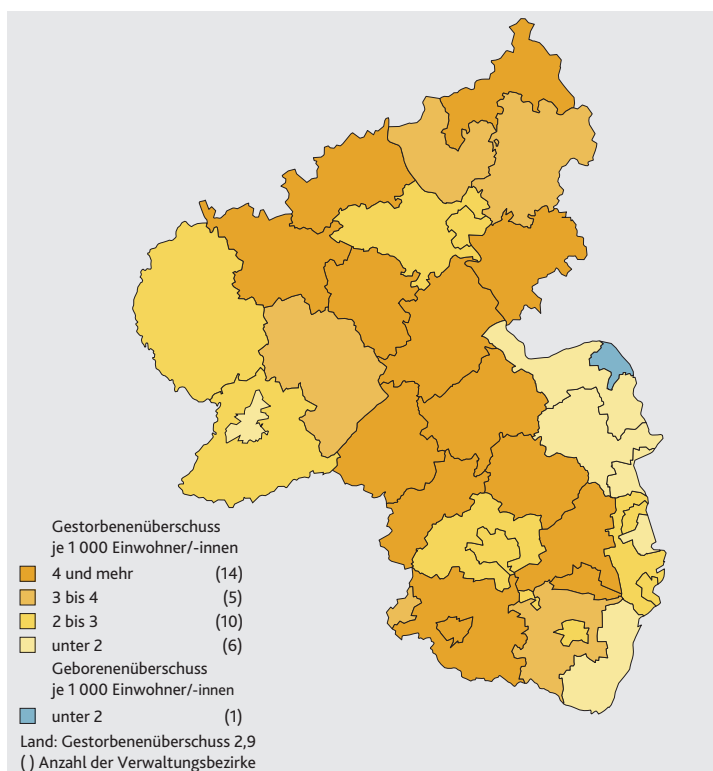 Gestorbenenüberschuss
je 1 000 Einwohner/-innen
4 und mehr (14)
3 bis 4 (5)
2 bis 3 (10)
unter 2 (6)
Geborenenüberschuss
je 1 000 Einwohner/-innen
unter 2 (1)
Land: Gestorbenenüberschuss 2,9
( ) Anzahl der Verwaltungsbezirke